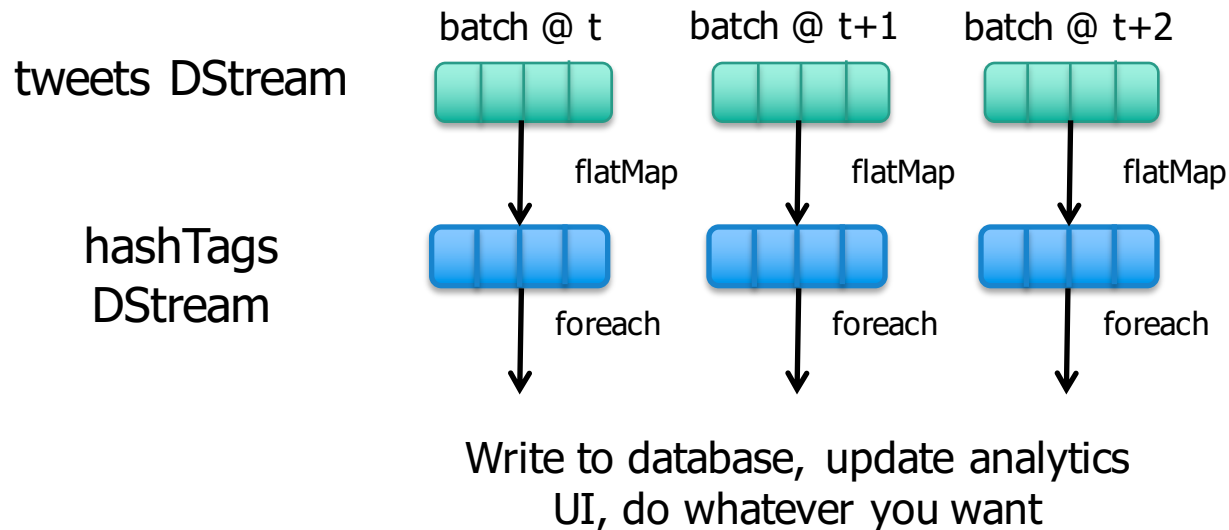 batch @ t
batch @ t+1
batch @ t+2
tweets DStream
flatMap
flatMap
flatMap
hashTags
DStream
foreach
foreach
foreach
Write to database, update analytics
UI, do whatever you want